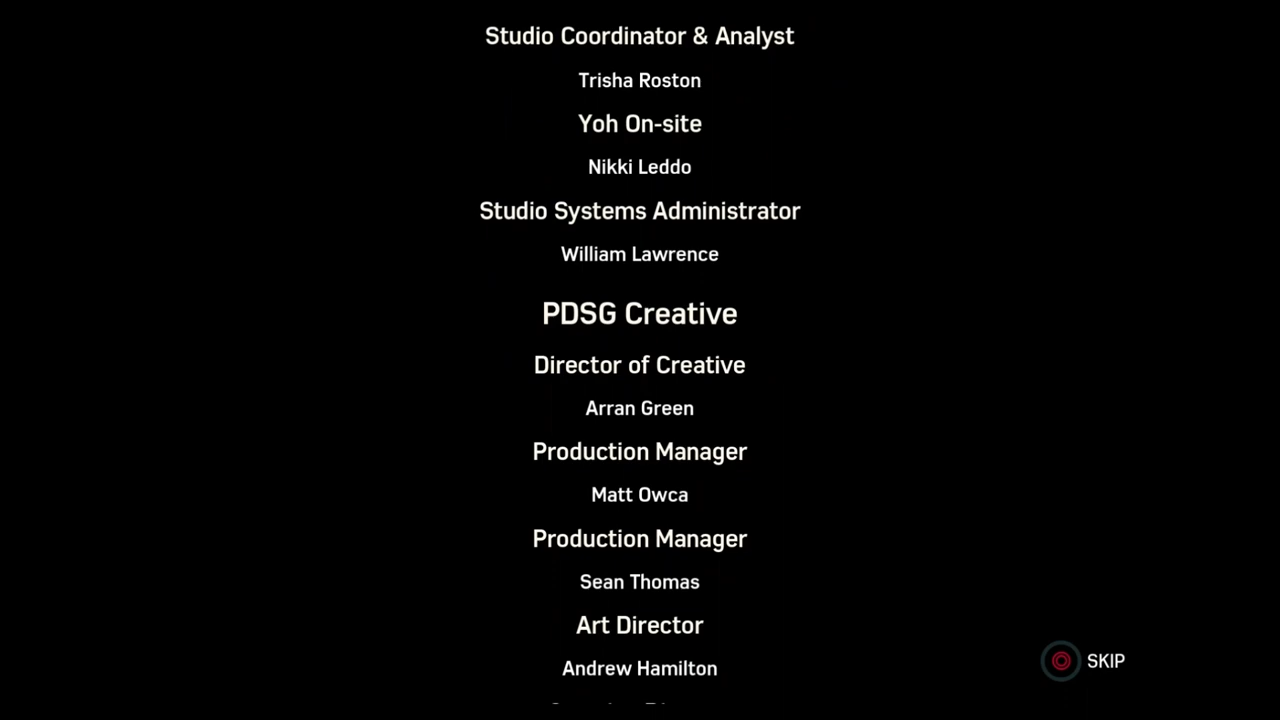 Studio Coordinator & Analyst
Trisha Roston
Yoh On-site
Nikki Leddo
Studio Systems Administrator
William Lawrence
PDSG Creative
Director of Creative
Arran Green
Production Manager
Matt Owca
Production Manager
Sean Thomas
Art Director
Andrew Hamilton
SKIP